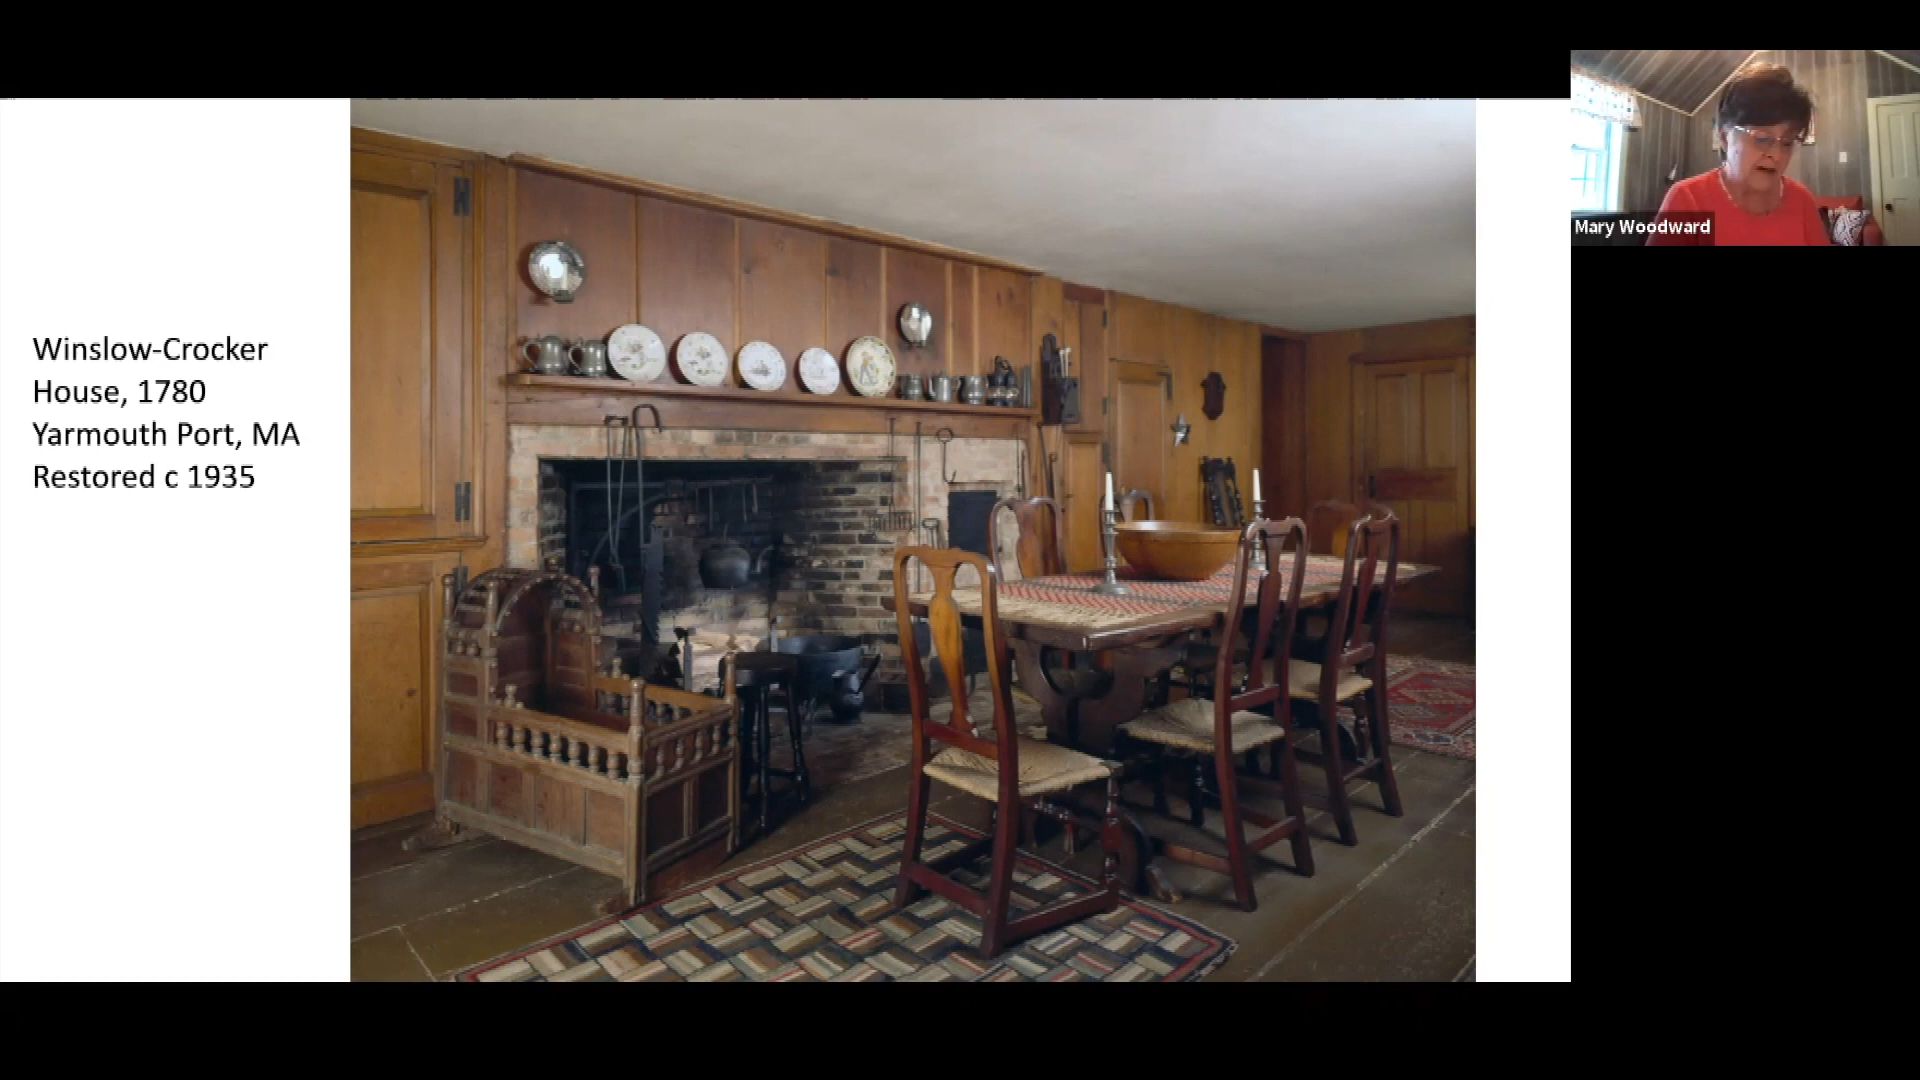 Winslow-Crocker
House, 1780
Yarmouth Port, MA
Restored c 1935
Mary Woodward